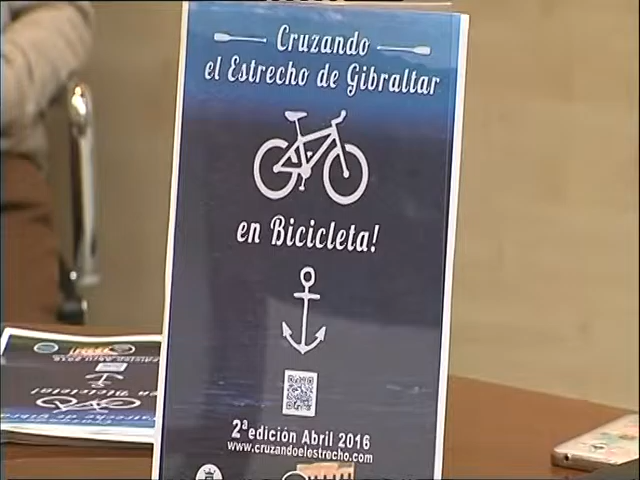 Cruzando
el Estrecho de Gibraltar
en Bicicleta!
2ª edición Abril 2016
www.cruzandoelestrecho.com